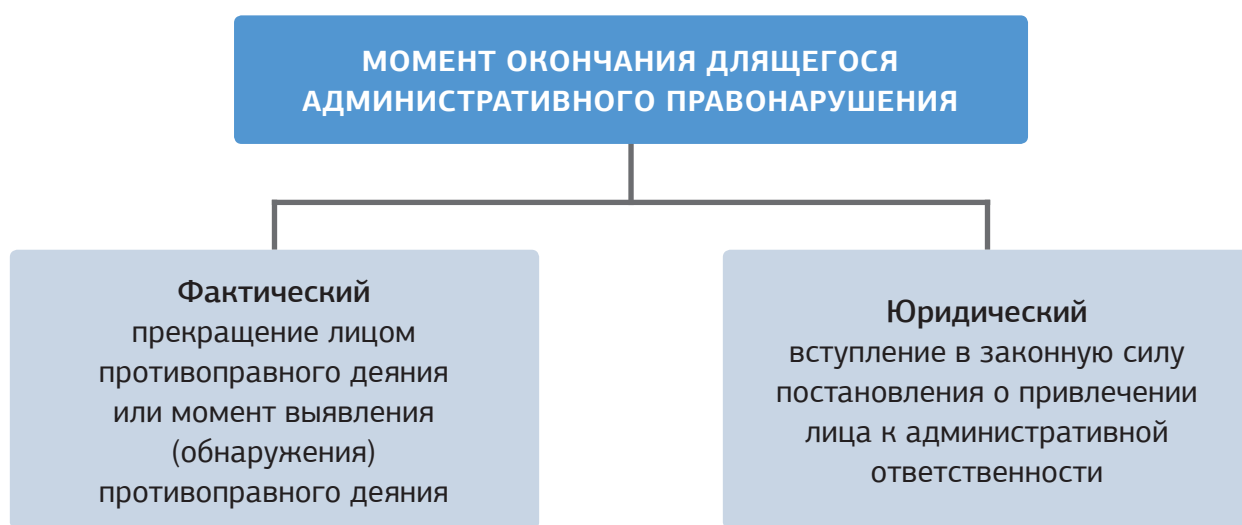 МОМЕНТ ОКОНЧАНИЯ ДЛЯЩЕГОСЯ
АДМИНИСТРАТИВНОГО ПРАВОНАРУШЕНИЯ
Фактический
прекращение лицом
противоправного деяния
или момент выявления
(обнаружения)
противоправного деяния
Юридический
вступление в законную силу
постановления о привлечении
лица к административной
ответственности